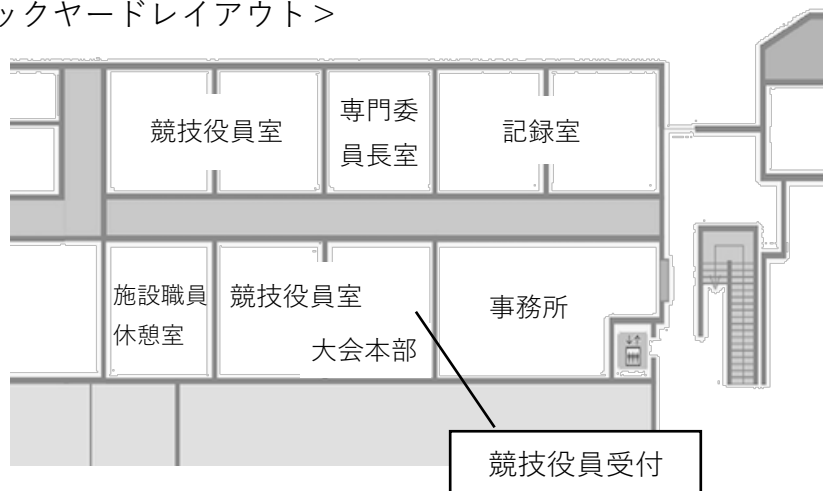 ックヤードレイアウト＞
競技役員室
専門委
員長室
記録室
施設職員
休憩室
競技役員室
大会本部
事務所
競技役員受付